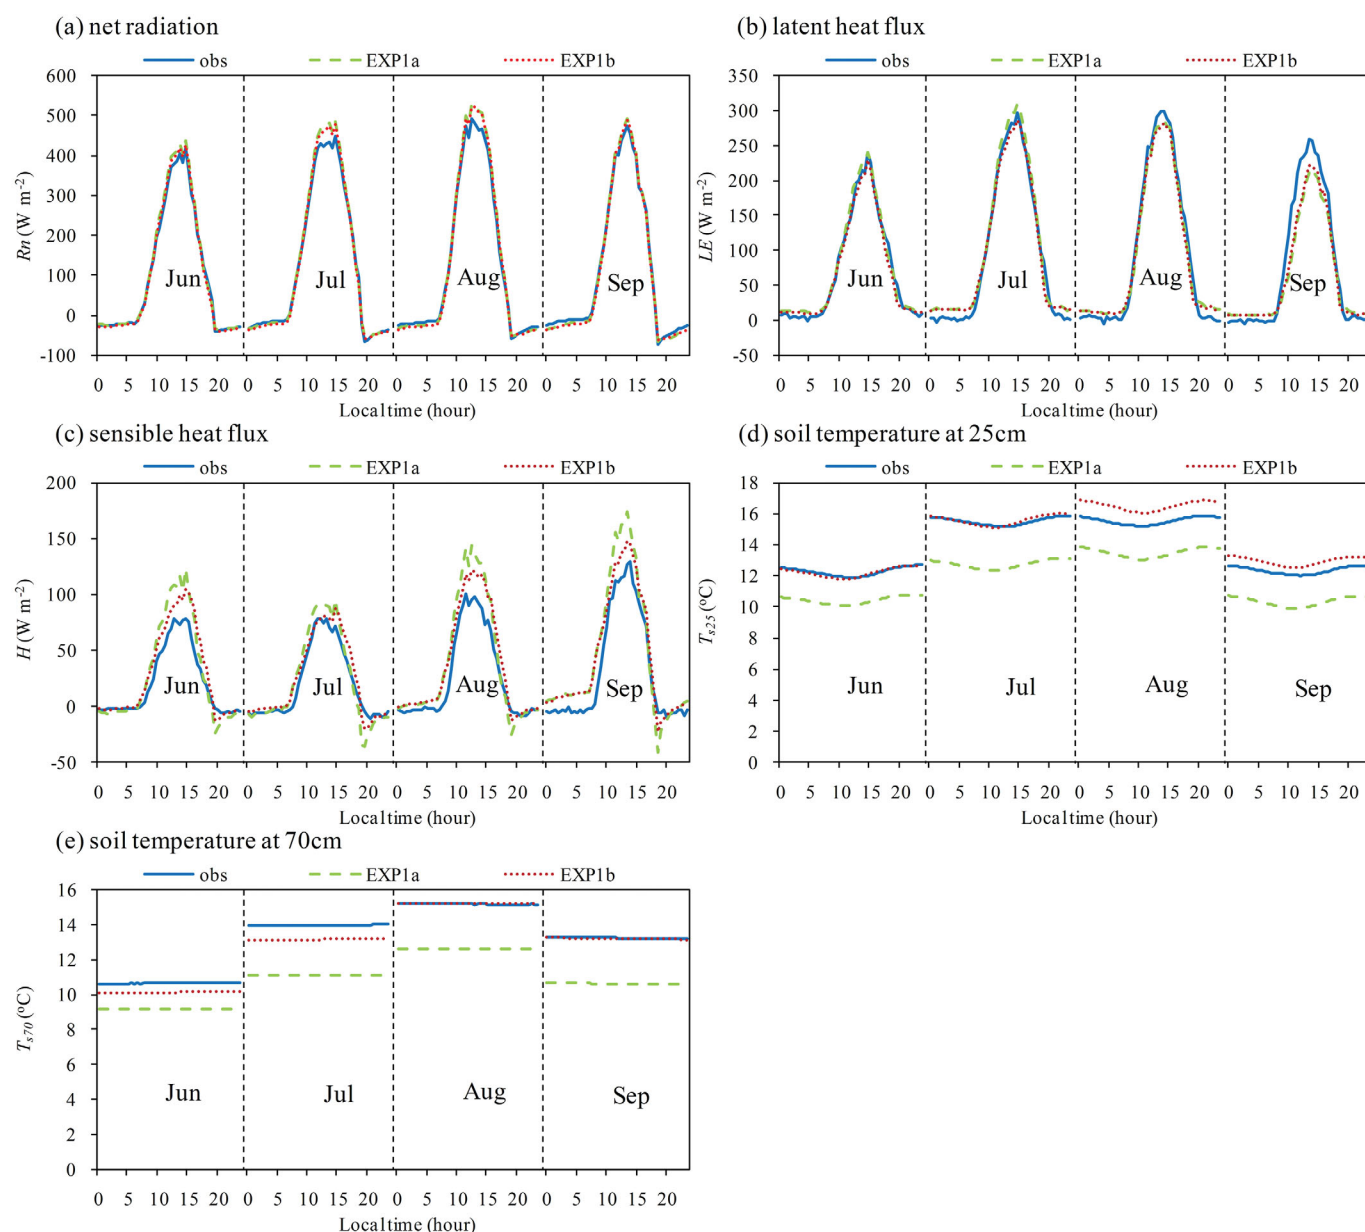 (a) net radiation
obs EXP1a EXP1b
600
500
400
300
200
100
0
-100
Rn (W m⁻²)
Jun Jul Aug Sep
0 5 10 15 20 0 5 10 15 20 0 5 10 15 20 0 5 10 15 20
Local time (hour)
(b) latent heat flux
obs EXP1a EXP1b
350
300
250
200
150
100
50
0
-50
LE (W m⁻²)
Jun Jul Aug Sep
0 5 10 15 20 0 5 10 15 20 0 5 10 15 20 0 5 10 15 20
Local time (hour)
(c) sensible heat flux
obs EXP1a EXP1b
200
150
100
50
0
-50
H (W m⁻²)
Jun Jul Aug Sep
0 5 10 15 20 0 5 10 15 20 0 5 10 15 20 0 5 10 15 20
Local time (hour)
(d) soil temperature at 25cm
obs EXP1a EXP1b
18
16
14
12
10
8
6
4
2
0
Ts25 (°C)
Jun Jul Aug Sep
0 5 10 15 20 0 5 10 15 20 0 5 10 15 20 0 5 10 15 20
Local time (hour)
(e) soil temperature at 70cm
obs EXP1a EXP1b
16
14
12
10
8
6
4
2
0
Ts70 (°C)
Jun Jul Aug Sep
0 5 10 15 20 0 5 10 15 20 0 5 10 15 20 0 5 10 15 20
Local time (hour)